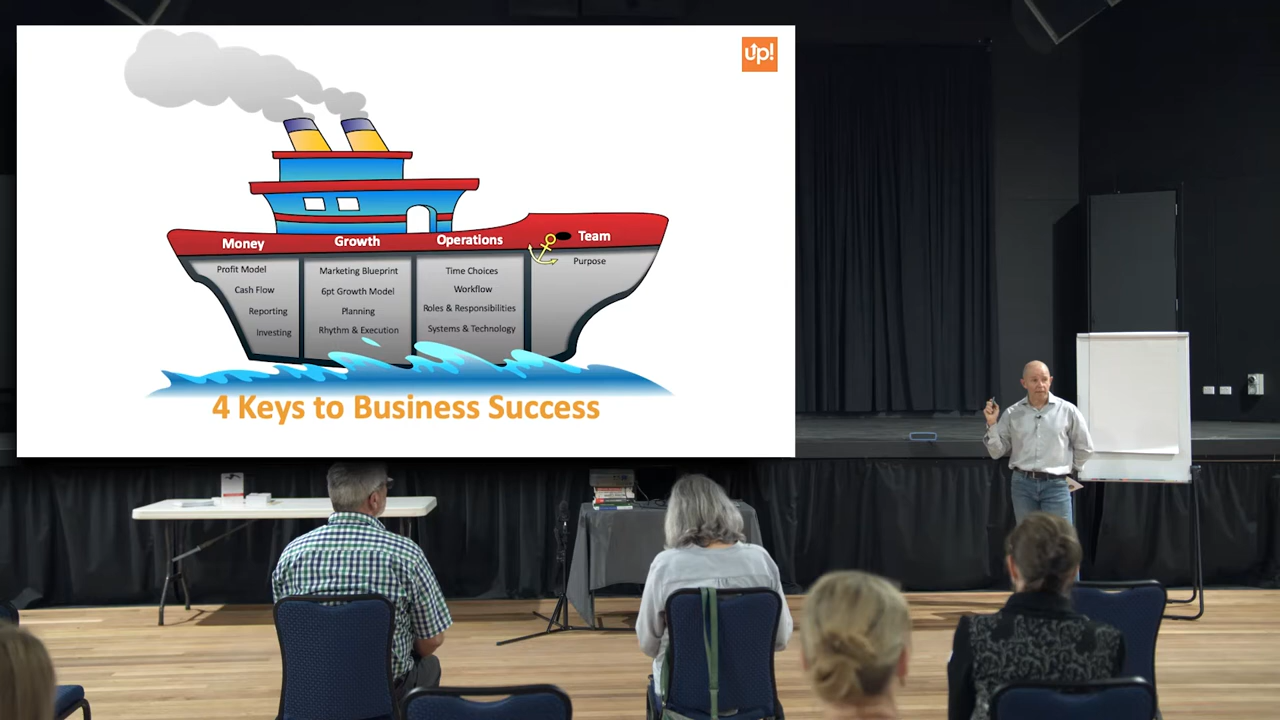 up!
Money
Growth
Operations
Team
Profit Model
Cash Flow
Reporting
Investing
Marketing Blueprint
6pt Growth Model
Planning
Rhythm & Execution
Time Choices
Workflow
Roles & Responsibilities
Systems & Technology
Purpose
4 Keys to Business Success